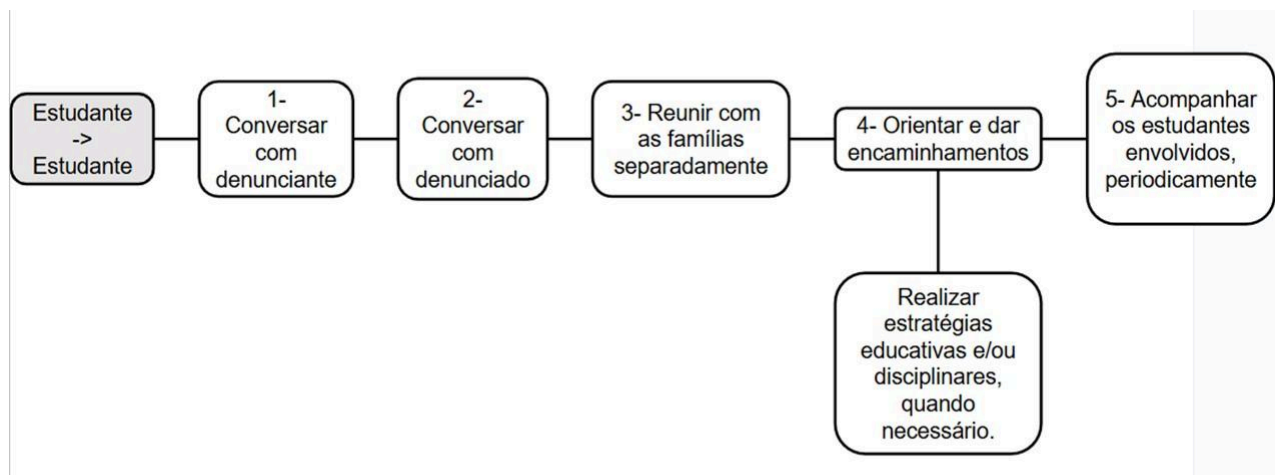 Estudante
->
Estudante
1-
Conversar
com
denunciante
2-
Conversar
com
denunciado
3- Reunir com
as famílias
separadamente
4- Orientar e dar
encaminhamentos
Realizar
estratégias
educativas e/ou
disciplinares,
quando
necessário.
5- Acompanhar
os estudantes
envolvidos,
periodicamente